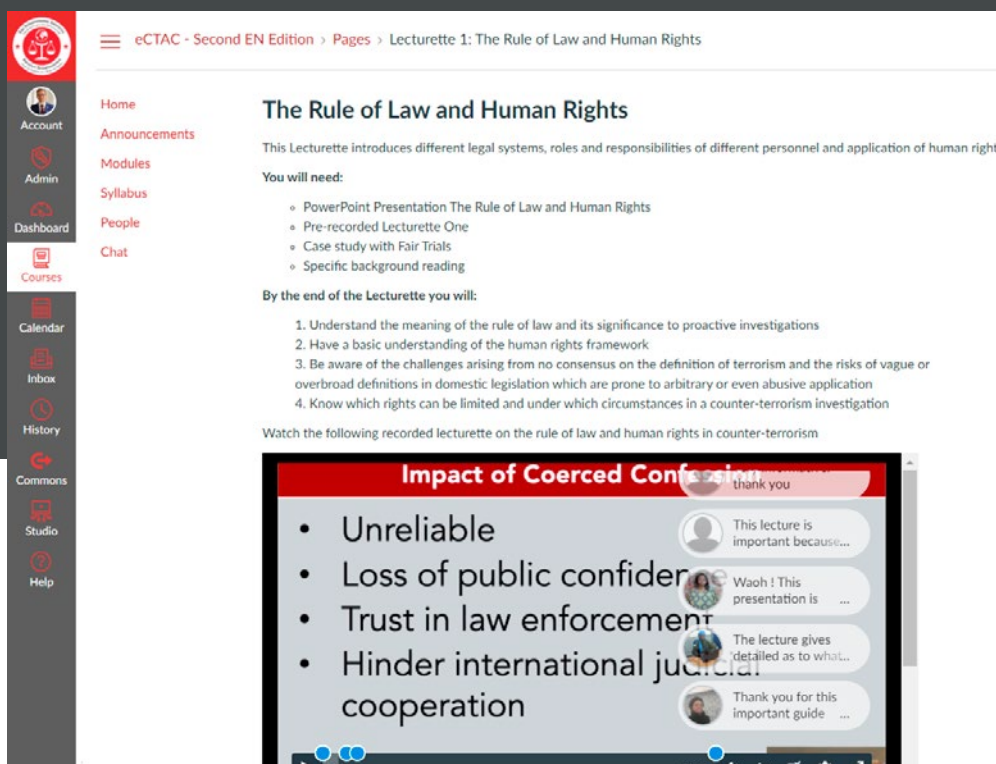 eCTAC - Second EN Edition › Pages › Lecturette 1: The Rule of Law and Human Rights
Account
Admin
Dashboard
Courses
Calendar
Inbox
History
Commons
Studio
Help
Home
Announcements
Modules
Syllabus
People
Chat
The Rule of Law and Human Rights
This Lecturette introduces different legal systems, roles and responsibilities of different personnel and application of human right
You will need:
PowerPoint Presentation The Rule of Law and Human Rights
Pre-recorded Lecturette One
Case study with Fair Trials
Specific background reading
By the end of the Lecturette you will:
1. Understand the meaning of the rule of law and its significance to proactive investigations
2. Have a basic understanding of the human rights framework
3. Be aware of the challenges arising from no consensus on the definition of terrorism and the risks of vague or
overbroad definitions in domestic legislation which are prone to arbitrary or even abusive application
4. Know which rights can be limited and under which circumstances in a counter-terrorism investigation
Watch the following recorded lecturette on the rule of law and human rights in counter-terrorism
Impact of Coerced Confession
• Unreliable
• Loss of public confidence
• Trust in law enforcement
• Hinder international judicial
cooperation
thank you
This lecture is
important because...
Waoh ! This
presentation is ...
The lecture gives
detailed as to what...
Thank you for this
important guide ...